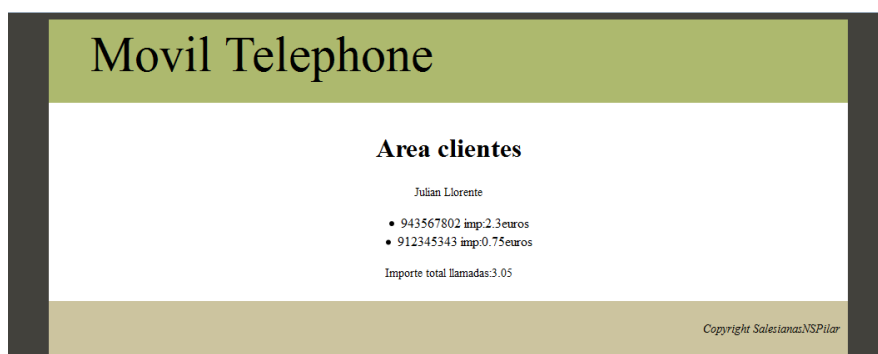 Movil Telephone
Area clientes
Julian Llorente
943567802 imp:2.3euros
912345343 imp:0.75euros
Importe total llamadas:3.05
Copyright SalesianasNSPilar